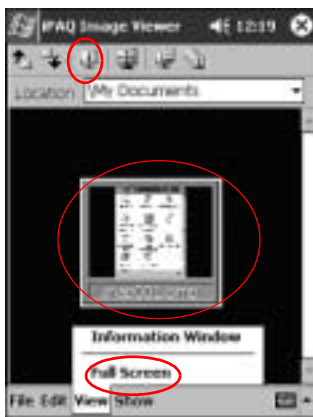 iPAQ Image Viewer 12:19
Location \My Documents
Information Window
Full Screen
File Edit View Show